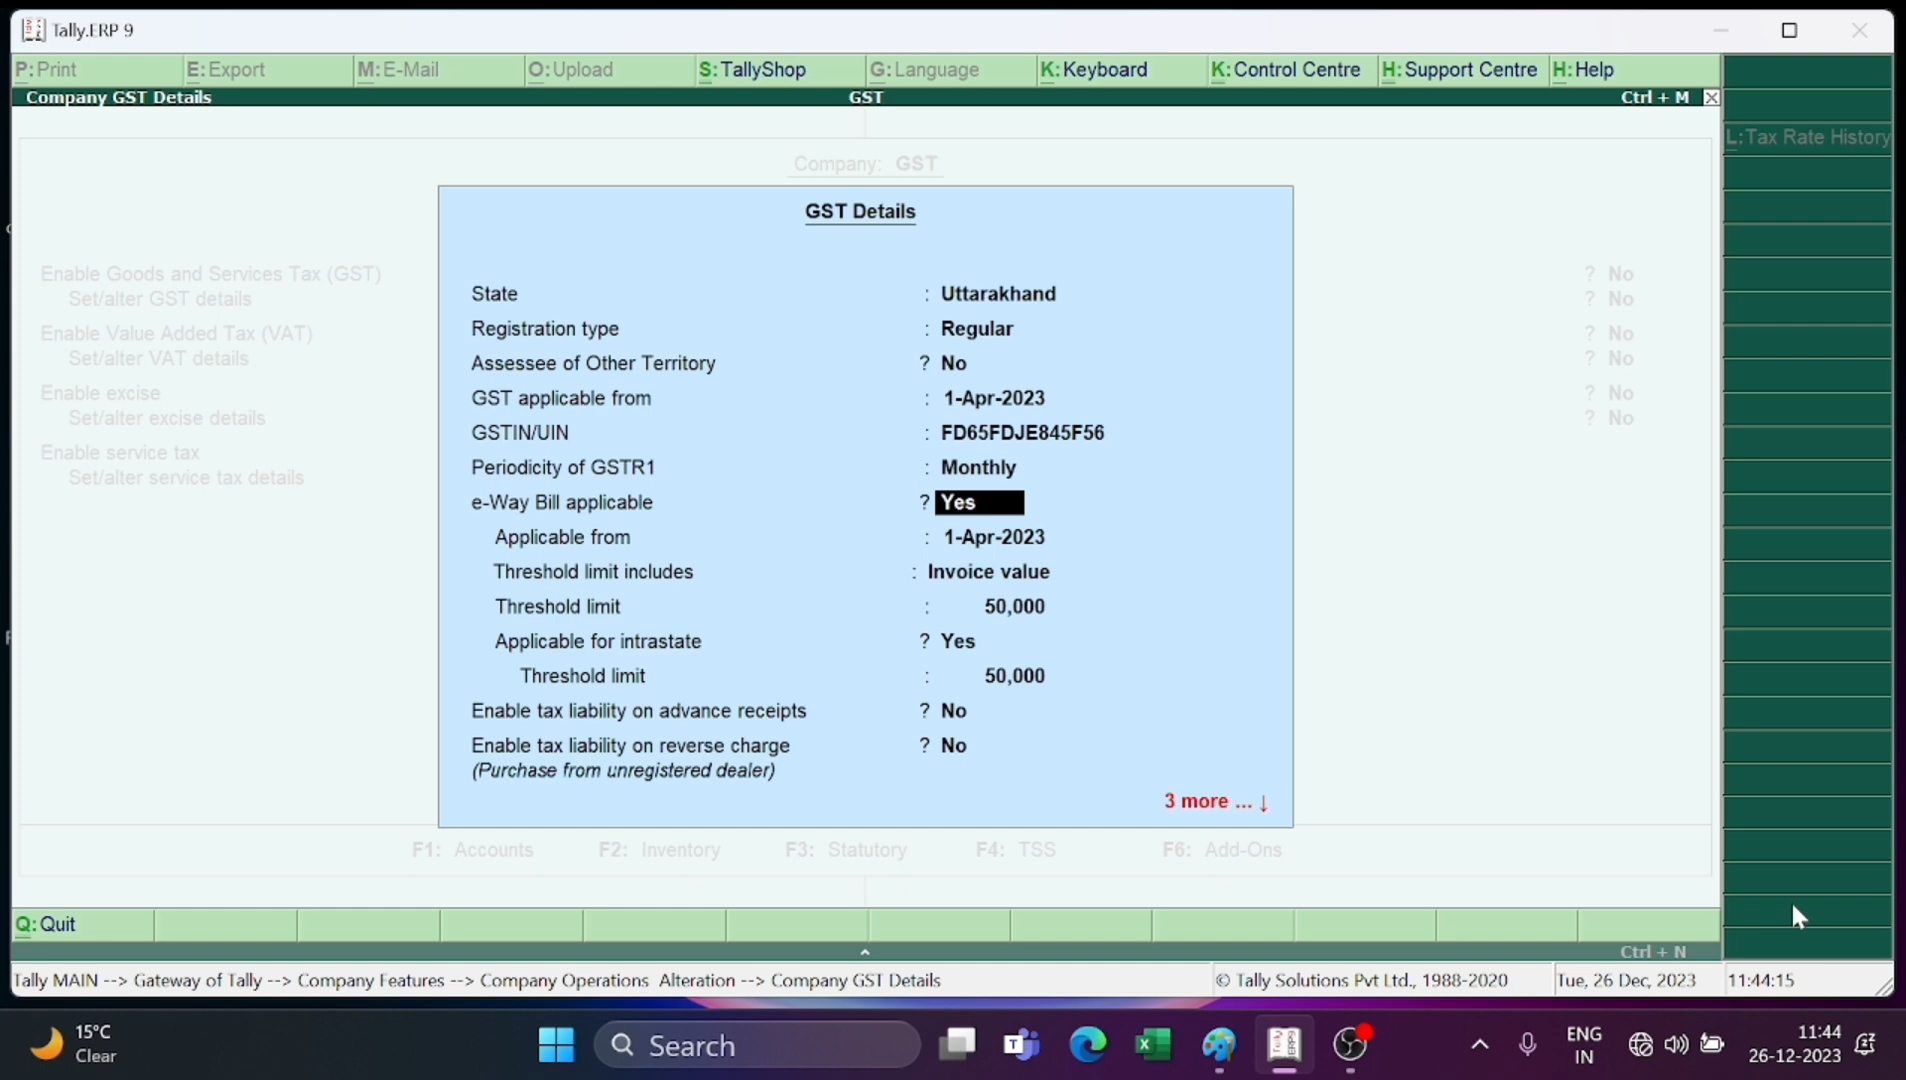 Tally.ERP 9
P: Print E: Export M: E-Mail O: Upload S: TallyShop G: Language K: Keyboard K: Control Centre H: Support Centre H: Help
Company GST Details GST Ctrl + M
L: Tax Rate History
Company: GST
GST Details
Enable Goods and Services Tax (GST) ? No
Set/alter GST details ? No
Enable Value Added Tax (VAT) ? No
Set/alter VAT details ? No
Enable excise ? No
Set/alter excise details ? No
Enable service tax
Set/alter service tax details
State : Uttarakhand
Registration type : Regular
Assessee of Other Territory ? No
GST applicable from : 1-Apr-2023
GSTIN/UIN : FD65FDJE845F56
Periodicity of GSTR1 : Monthly
e-Way Bill applicable ? Yes
Applicable from : 1-Apr-2023
Threshold limit includes : Invoice value
Threshold limit : 50,000
Applicable for intrastate ? Yes
Threshold limit : 50,000
Enable tax liability on advance receipts ? No
Enable tax liability on reverse charge ? No
(Purchase from unregistered dealer)
3 more ... ↓
F1: Accounts F2: Inventory F3: Statutory F4: TSS F6: Add-Ons
Q: Quit
Ctrl + N
Tally MAIN --> Gateway of Tally --> Company Features --> Company Operations Alteration --> Company GST Details © Tally Solutions Pvt Ltd., 1988-2020 Tue, 26 Dec, 2023 11:44:15
15°C
Clear
Search
ENG
IN
11:44
26-12-2023